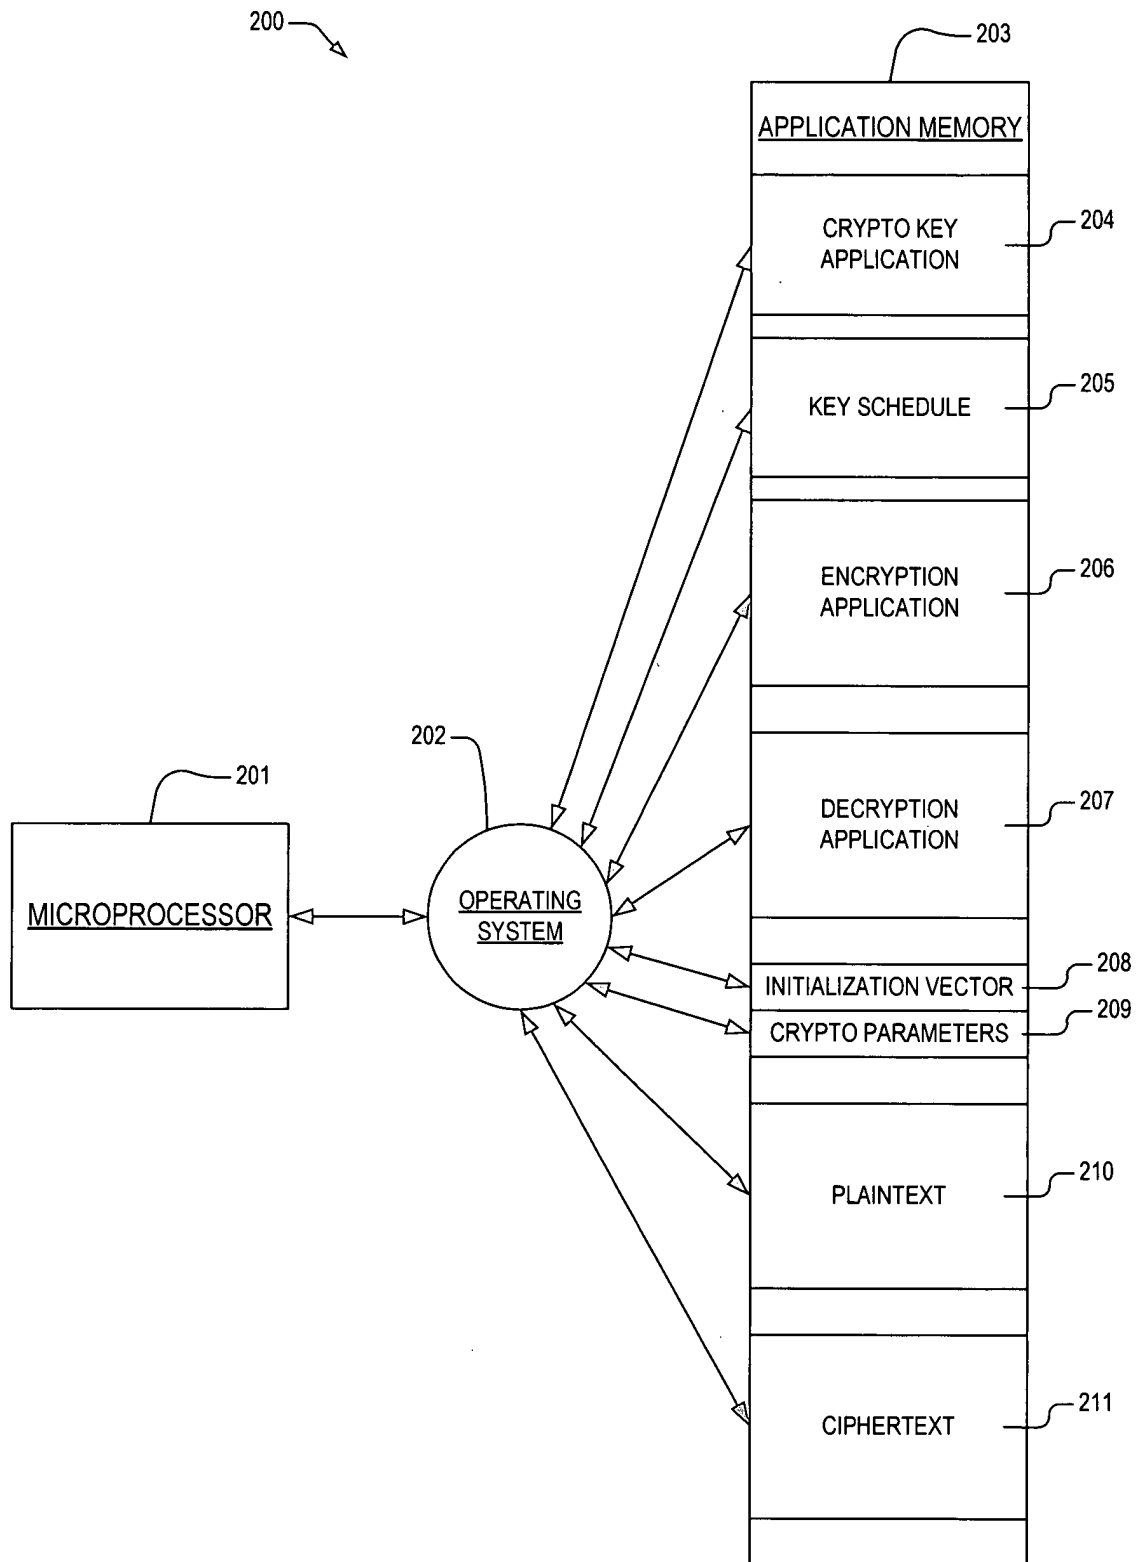 200
203
APPLICATION MEMORY
CRYPTO KEY
APPLICATION
204
KEY SCHEDULE
205
ENCRYPTION
APPLICATION
206
202
201
DECRYPTION
APPLICATION
207
MICROPROCESSOR
OPERATING
SYSTEM
INITIALIZATION VECTOR
208
CRYPTO PARAMETERS
209
PLAINTEXT
210
CIPHERTEXT
211